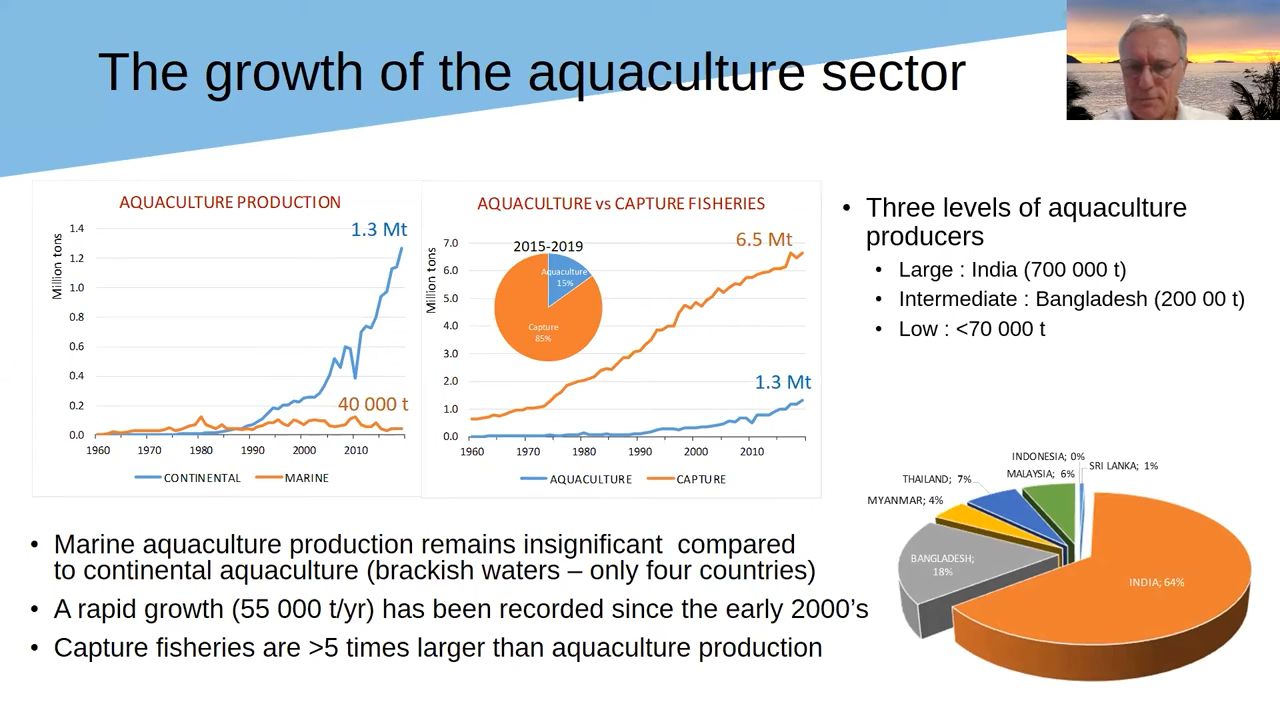 The growth of the aquaculture sector
AQUACULTURE PRODUCTION
1.3 Mt
Million tons
1.4
1.2
1.0
0.8
0.6
0.4
0.2
0.0
40 000 t
1960 1970 1980 1990 2000 2010
CONTINENTAL MARINE
AQUACULTURE vs CAPTURE FISHERIES
Million tons
7.0
6.0
5.0
4.0
3.0
2.0
1.0
0.0
2015-2019
Aquaculture
15%
Capture
85%
6.5 Mt
1.3 Mt
1960 1970 1980 1990 2000 2010
AQUACULTURE CAPTURE
• Three levels of aquaculture
producers
• Large : India (700 000 t)
• Intermediate : Bangladesh (200 00 t)
• Low : <70 000 t
INDONESIA; 0%
SRI LANKA; 1%
MALAYSIA; 6%
THAILAND; 7%
MYANMAR; 4%
BANGLADESH;
18%
INDIA; 64%
• Marine aquaculture production remains insignificant compared
to continental aquaculture (brackish waters – only four countries)
• A rapid growth (55 000 t/yr) has been recorded since the early 2000’s
• Capture fisheries are >5 times larger than aquaculture production